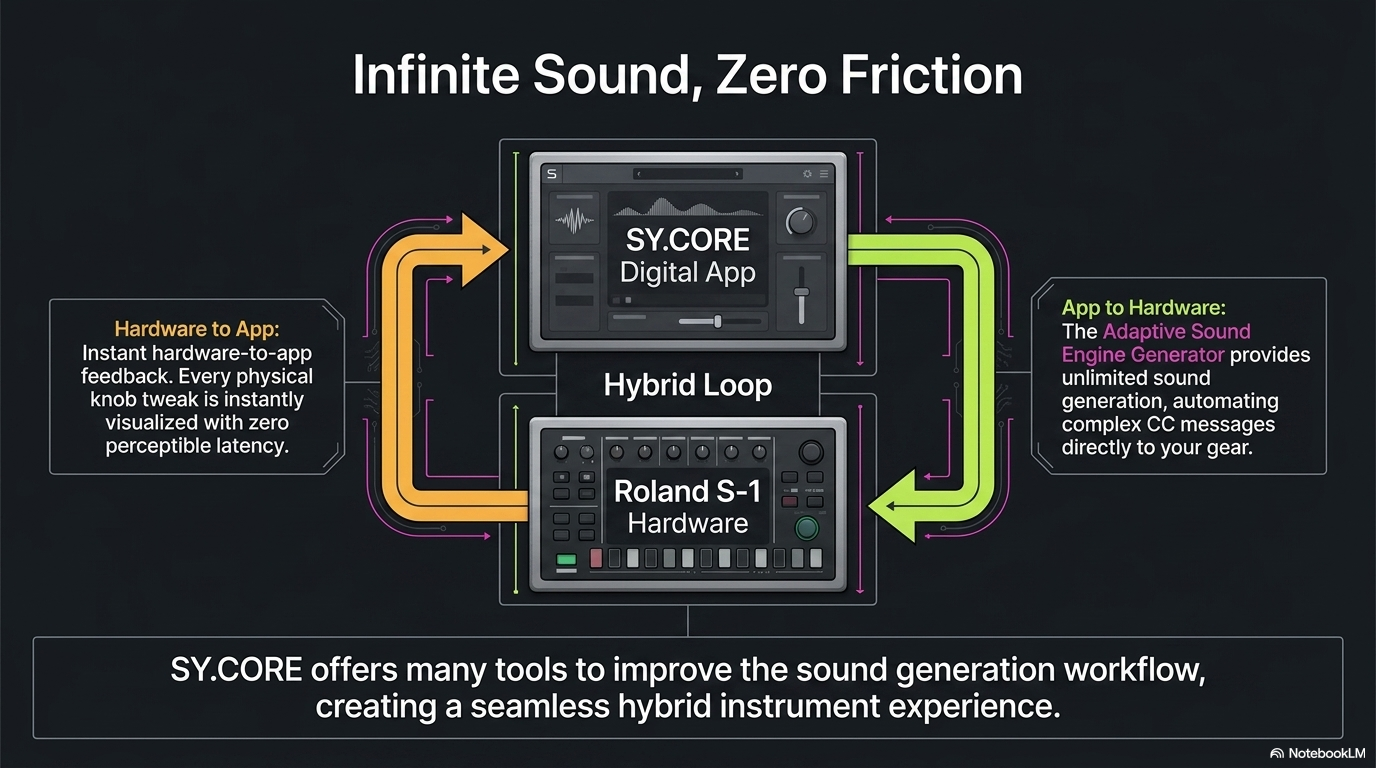 Infinite Sound, Zero Friction
S
SY.CORE
Digital App
Hardware to App:
Instant hardware-to-app
feedback. Every physical
knob tweak is instantly
visualized with zero
perceptible latency.
Hybrid Loop
App to Hardware:
The Adaptive Sound
Engine Generator provides
unlimited sound
generation, automating
complex CC messages
directly to your gear.
Roland S-1
Hardware
SY.CORE offers many tools to improve the sound generation workflow,
creating a seamless hybrid instrument experience.
NotebookLM